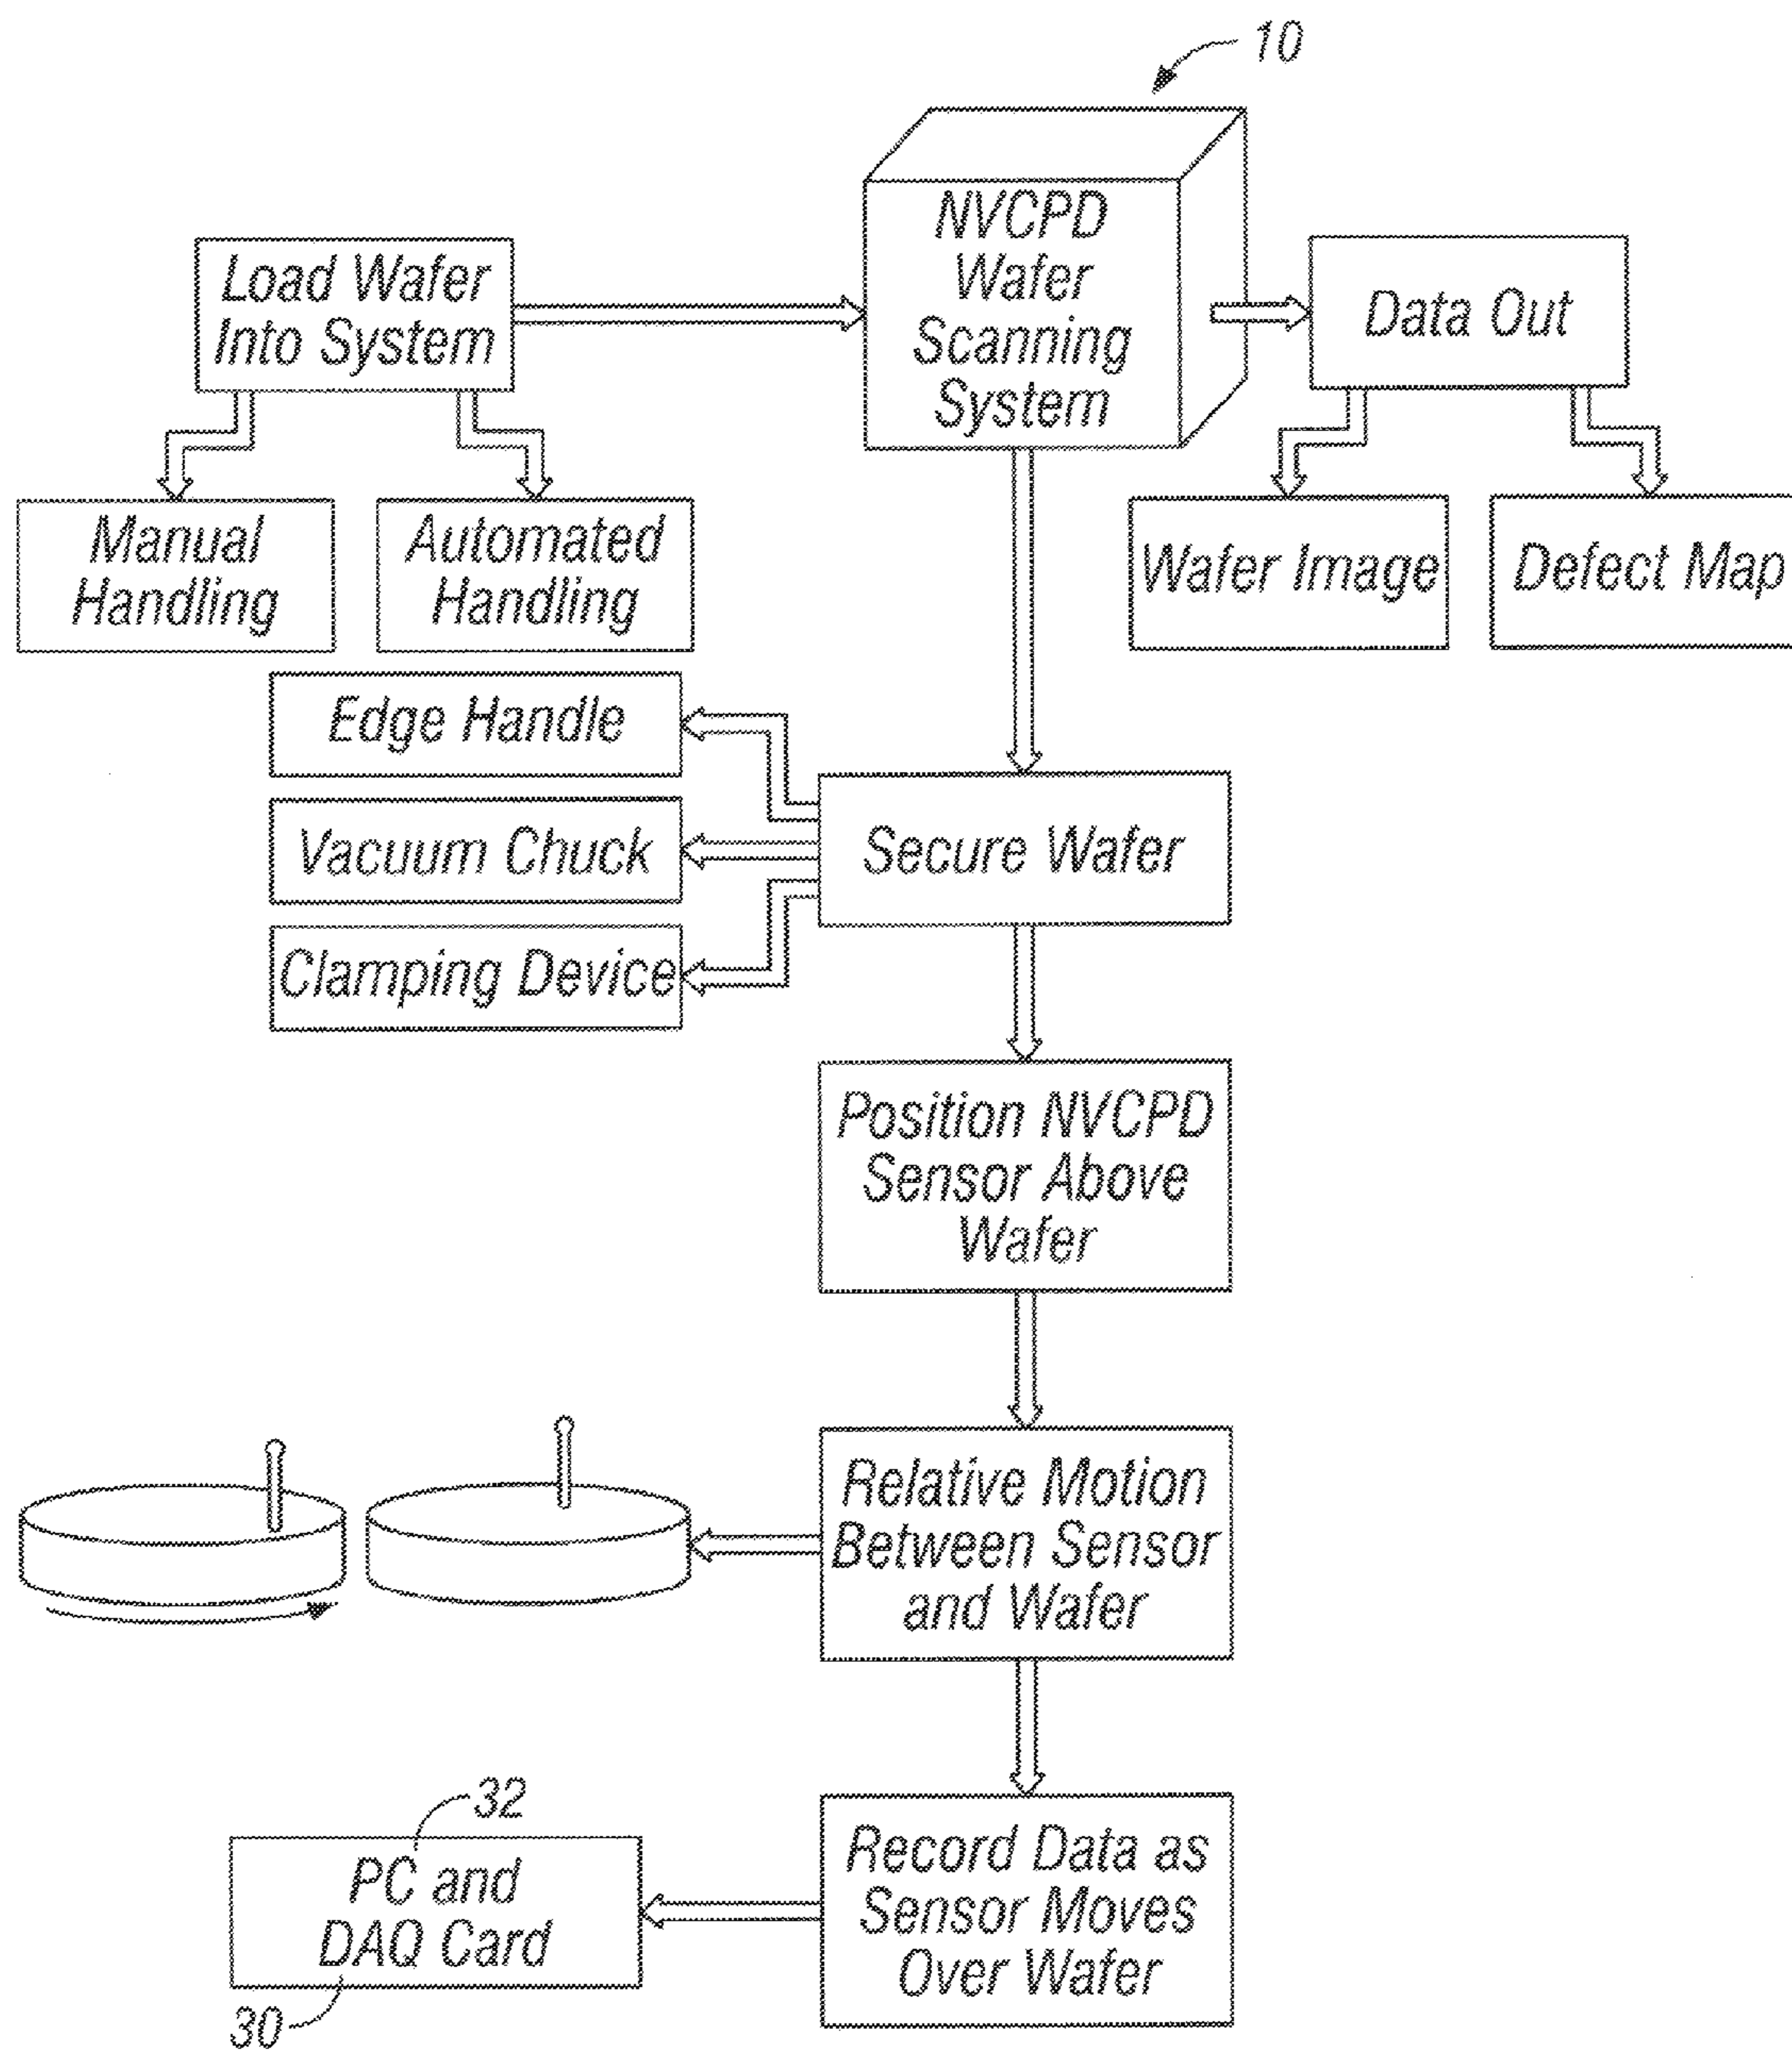 10
NVCPD
Wafer
Scanning
System
Load Wafer
Into System
Data Out
Manual
Handling
Automated
Handling
Wafer Image
Defect Map
Edge Handle
Vacuum Chuck
Clamping Device
Secure Wafer
Position NVCPD
Sensor Above
Wafer
Relative Motion
Between Sensor
and Wafer
32
PC and
DAQ Card
30
Record Data as
Sensor Moves
Over Wafer